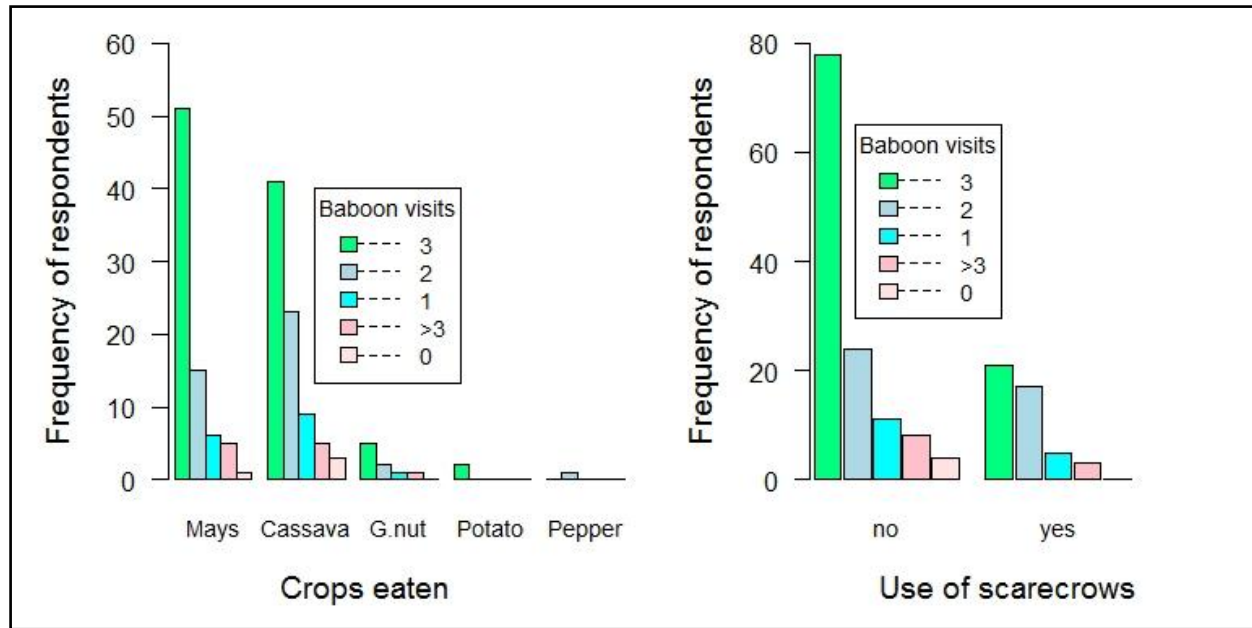 Frequency of respondents
60
50
40
30
20
10
0
Baboon visits
3
2
1
>3
0
Mays Cassava G.nut Potato Pepper
Crops eaten
Frequency of respondents
80
60
40
20
0
Baboon visits
3
2
1
>3
0
no yes
Use of scarecrows